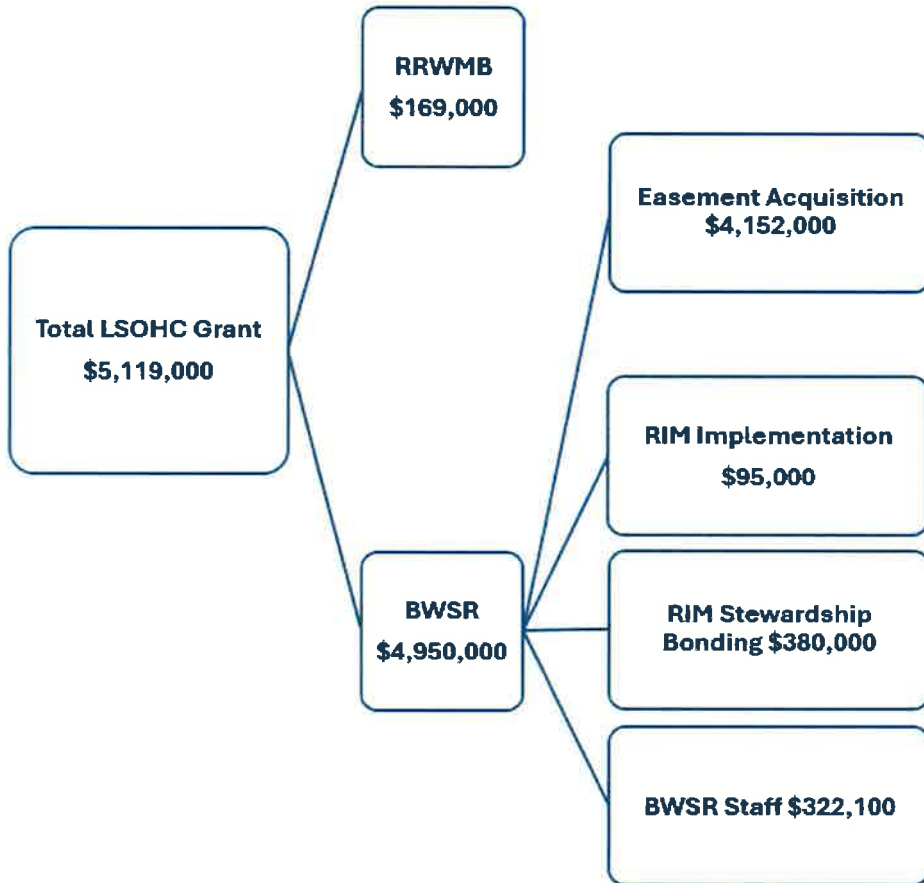 RRWMB
$169,000
Easement Acquisition
$4,152,000
Total LSOHC Grant
$5,119,000
RIM Implementation
$95,000
BWSR
$4,950,000
RIM Stewardship
Bonding $380,000
BWSR Staff $322,100